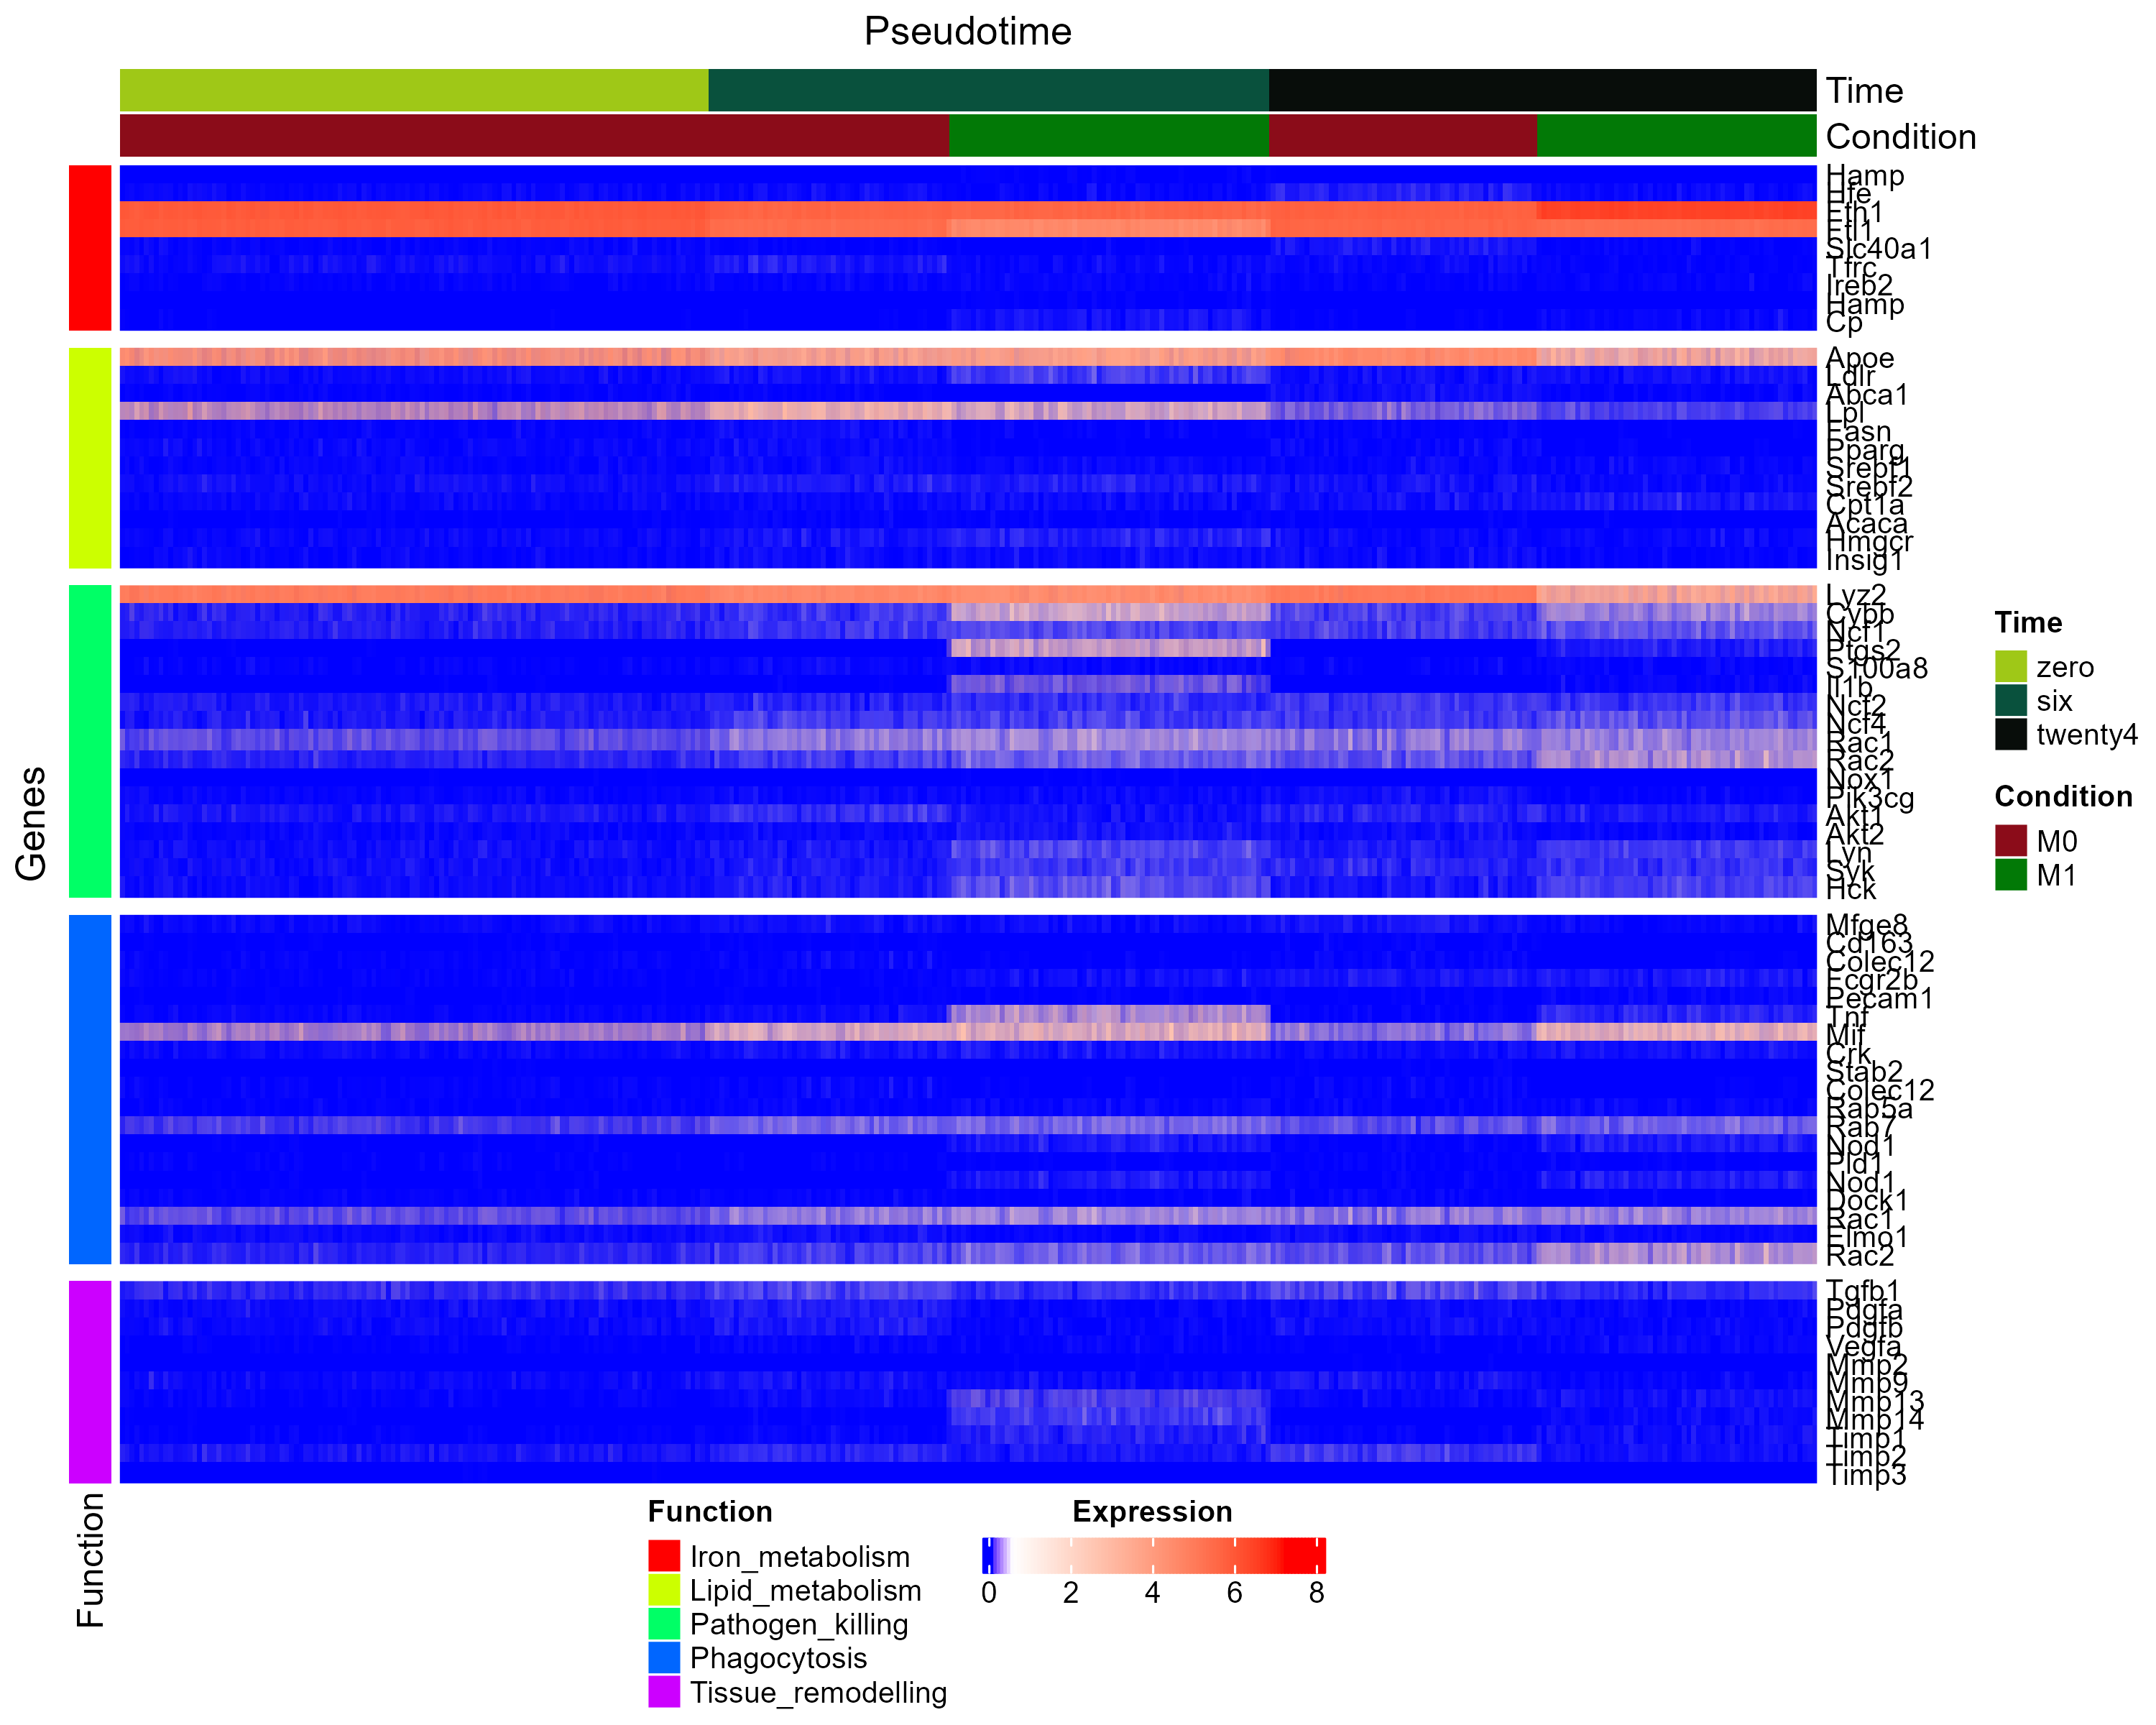 Pseudotime
Time
Condition
Hamp
Hfe
Fth1
Ftl1
Slc40a1
Tfrc
Ireb2
Hamp
Cp
Apoe
Ldlr
Abca1
Lpl
Fasn
Pparg
Srebf1
Srebf2
Cpt1a
Acaca
Hmgcr
Insig1
Lyz2
Cybb
Ncf1
Ptgs2
S100a8
Il1b
Ncf2
Ncf4
Rac1
Rac2
Nox1
Pik3cg
Akt1
Akt2
Lyn
Syk
Hck
Mfge8
Cd163
Colec12
Fcgr2b
Pecam1
Tnf
Mif
Crk
Stab2
Colec12
Rab5a
Rab7
Nod1
Pld1
Nod1
Dock1
Rac1
Elmo1
Rac2
Tgfb1
Pdgfa
Pdgfb
Vegfa
Mmp2
Mmp9
Mmp13
Mmp14
Timp1
Timp2
Timp3
Genes
Function
Time
zero
six
twenty4
Condition
M0
M1
Function
Iron_metabolism
Lipid_metabolism
Pathogen_killing
Phagocytosis
Tissue_remodelling
Expression
0 2 4 6 8